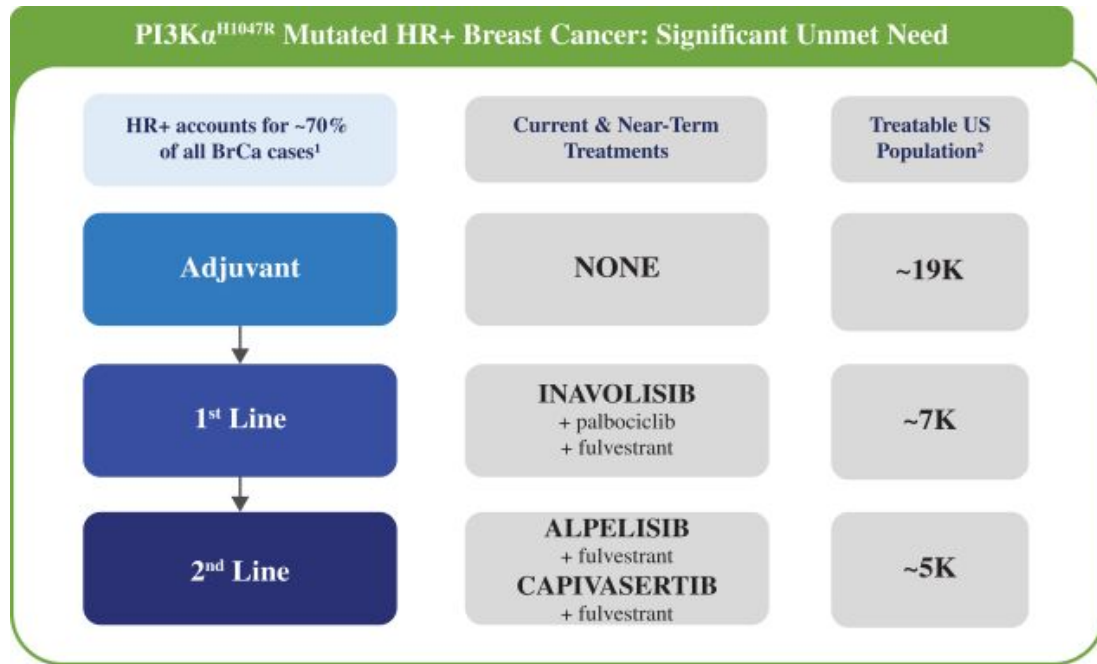 PI3Kα^H1047R Mutated HR+ Breast Cancer: Significant Unmet Need
HR+ accounts for ~70%
of all BrCa cases¹
Current & Near-Term
Treatments
Treatable US
Population²
Adjuvant
NONE
~19K
1st Line
INAVOLISIB
+ palbociclib
+ fulvestrant
~7K
2nd Line
ALPELISIB
+ fulvestrant
CAPIVASERTIB
+ fulvestrant
~5K